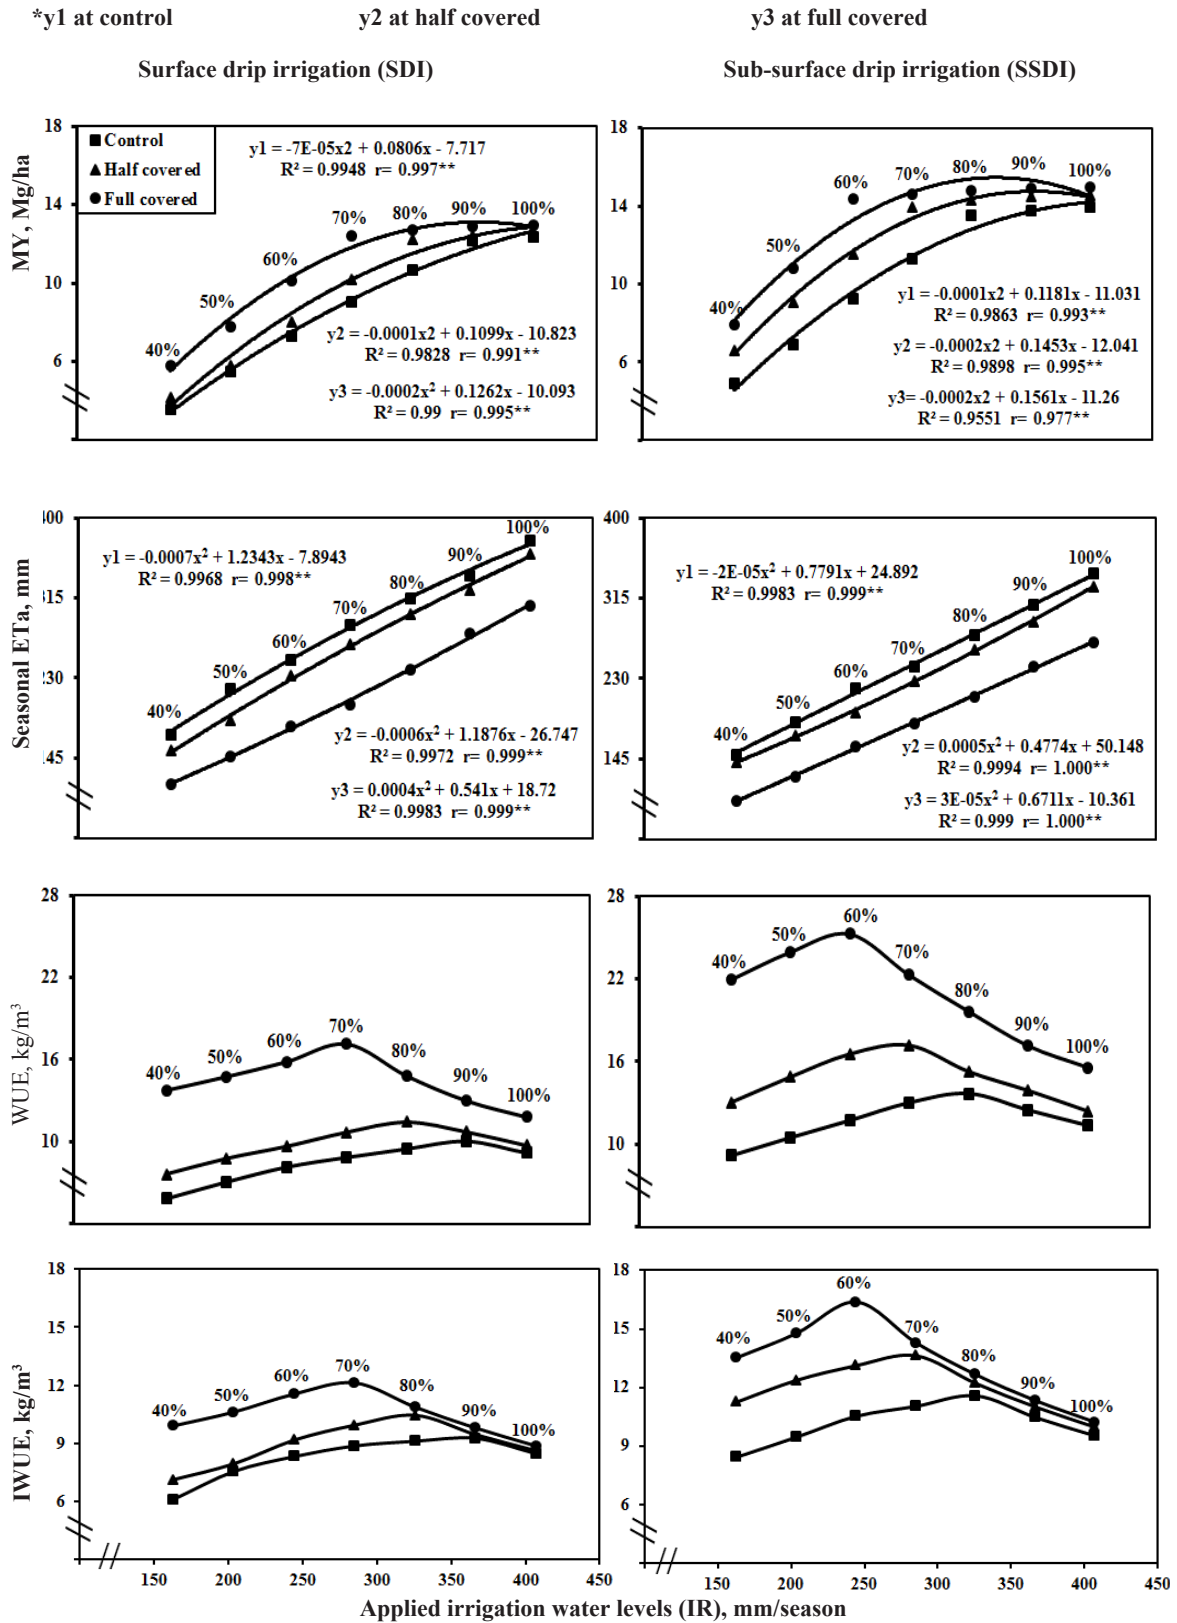 *y1 at control y2 at half covered y3 at full covered
Surface drip irrigation (SDI) Sub-surface drip irrigation (SSDI)
MY, Mg/ha
18
14
10
6
Control
Half covered
Full covered
y1 = -7E-05x2 + 0.0806x - 7.717
R² = 0.9948 r= 0.997**
40%
50%
60%
70%
80%
90%
100%
y2 = -0.0001x2 + 0.1099x - 10.823
R² = 0.9828 r= 0.991**
y3 = -0.0002x² + 0.1262x - 10.093
R² = 0.99 r= 0.995**
18
14
10
6
40%
50%
60%
70%
80%
90%
100%
y1 = -0.0001x2 + 0.1181x - 11.031
R² = 0.9863 r= 0.993**
y2 = -0.0002x2 + 0.1453x - 12.041
R² = 0.9898 r= 0.995**
y3= -0.0002x2 + 0.1561x - 11.26
R² = 0.9551 r= 0.977**
Seasonal ETa, mm
400
315
230
145
y1 = -0.0007x² + 1.2343x - 7.8943
R² = 0.9968 r= 0.998**
40%
50%
60%
70%
80%
90%
100%
y2 = -0.0006x² + 1.1876x - 26.747
R² = 0.9972 r= 0.999**
y3 = 0.0004x² + 0.541x + 18.72
R² = 0.9983 r= 0.999**
400
315
230
145
y1 = -2E-05x² + 0.7791x + 24.892
R² = 0.9983 r= 0.999**
40%
50%
60%
70%
80%
90%
100%
y2 = 0.0005x² + 0.4774x + 50.148
R² = 0.9994 r= 1.000**
y3 = 3E-05x² + 0.6711x - 10.361
R² = 0.999 r= 1.000**
WUE, kg/m³
28
22
16
10
40%
50%
60%
70%
80%
90%
100%
28
22
16
10
40%
50%
60%
70%
80%
90%
100%
IWUE, kg/m³
18
15
12
9
6
40%
50%
60%
70%
80%
90%
100%
150 200 250 300 350 400 450
18
15
12
9
6
40%
50%
60%
70%
80%
90%
100%
150 200 250 300 350 400 450
Applied irrigation water levels (IR), mm/season